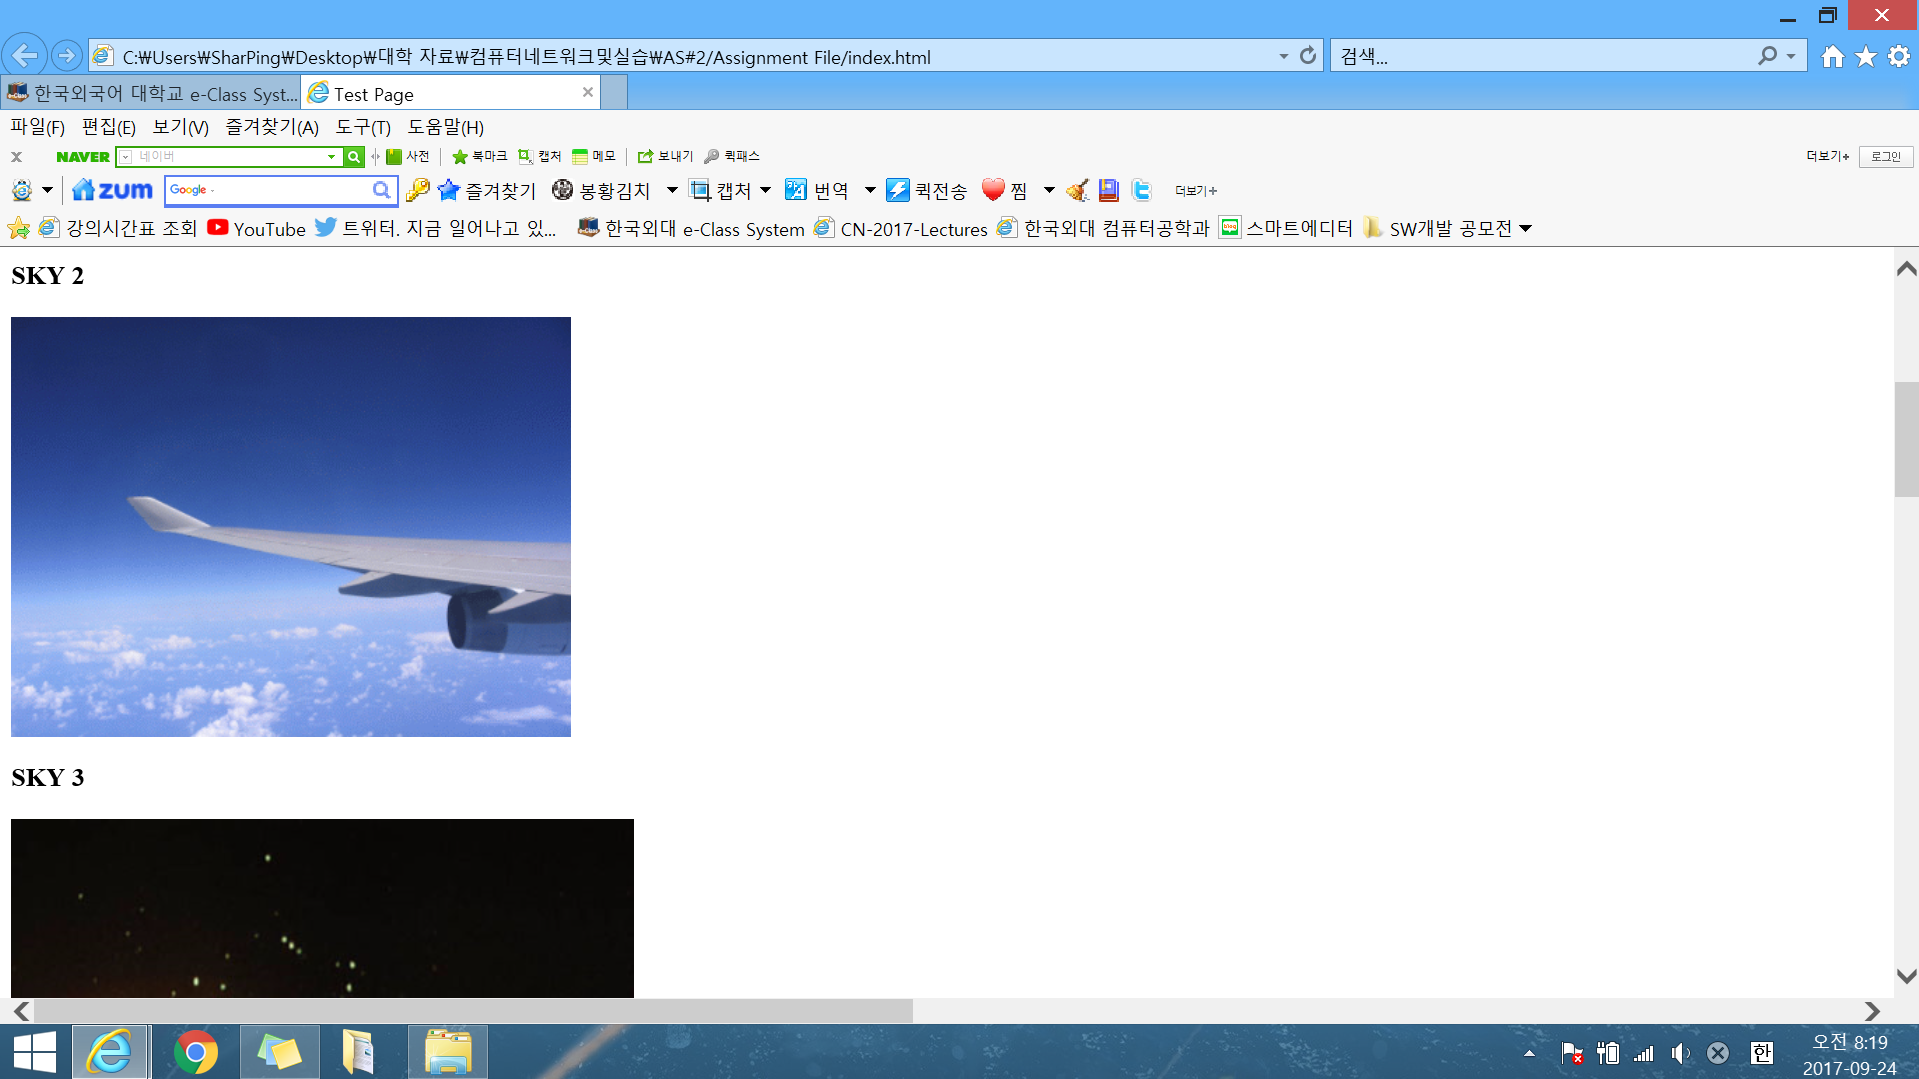 C:₩Users₩SharPing₩Desktop₩대학 자료₩컴퓨터네트워크및실습₩AS#2/Assignment File/index.html
검색...
한국외국어 대학교 e-Class Syst...
Test Page
파일(F) 편집(E) 보기(V) 즐겨찾기(A) 도구(T) 도움말(H)
x NAVER 네이버 사전 북마크 캡처 메모 보내기 퀵패스 더보기+ 로그인
zum Google 즐겨찾기 봉황김치 캡처 번역 퀵전송 찜 더보기+
강의시간표 조회 YouTube 트위터. 지금 일어나고 있... 한국외대 e-Class System CN-2017-Lectures 한국외대 컴퓨터공학과 blog 스마트에디터 SW개발 공모전
SKY 2
SKY 3
한
오전 8:19
2017-09-24